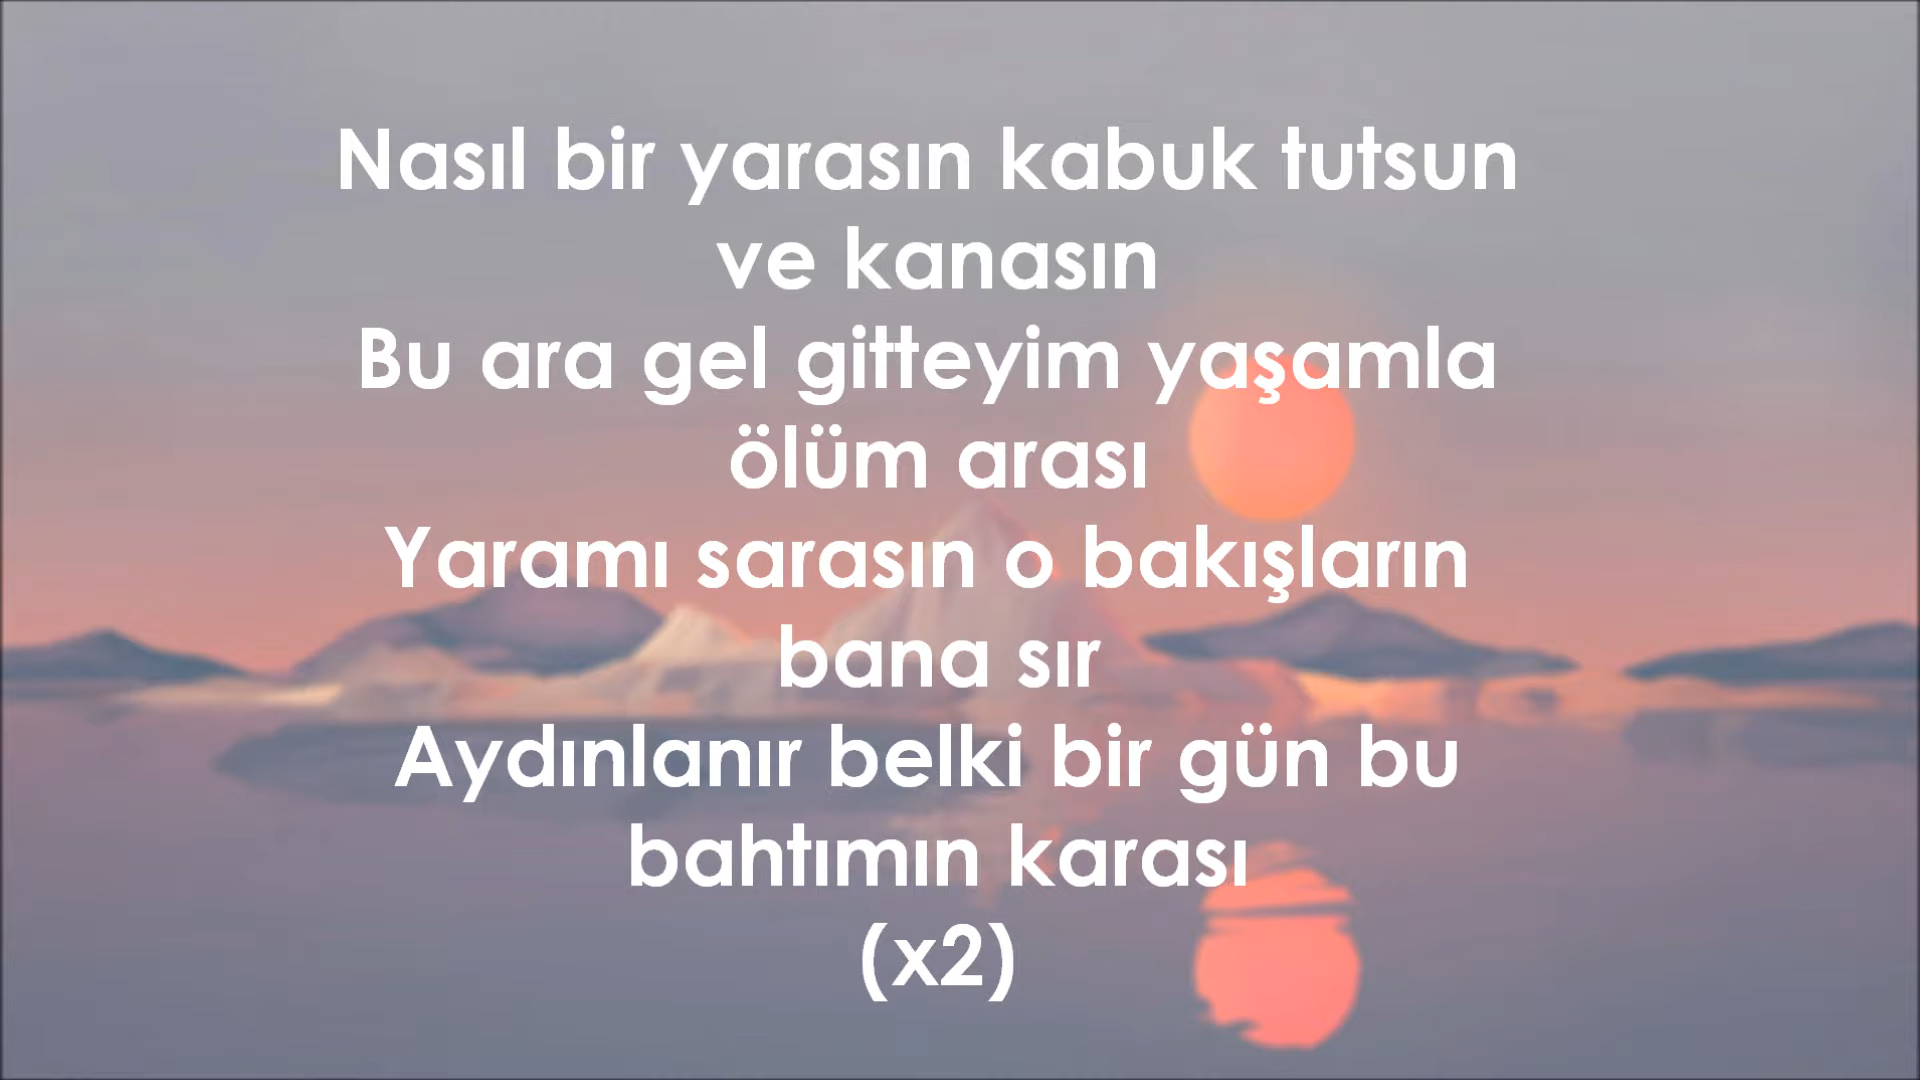 Nasıl bir yarasın kabuk tutsun
ve kanasın
Bu ara gel gitteyim yaşamla
ölüm arası
Yaramı sarasın o bakışların
bana sır
Aydınlanır belki bir gün bu
bahtımın karası
(x2)